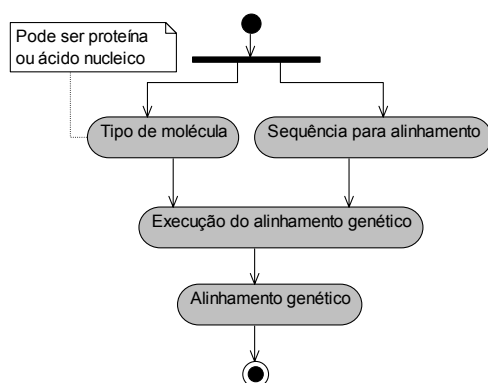 Pode ser proteína
ou ácido nucleico
Tipo de molécula
Sequência para alinhamento
Execução do alinhamento genético
Alinhamento genético